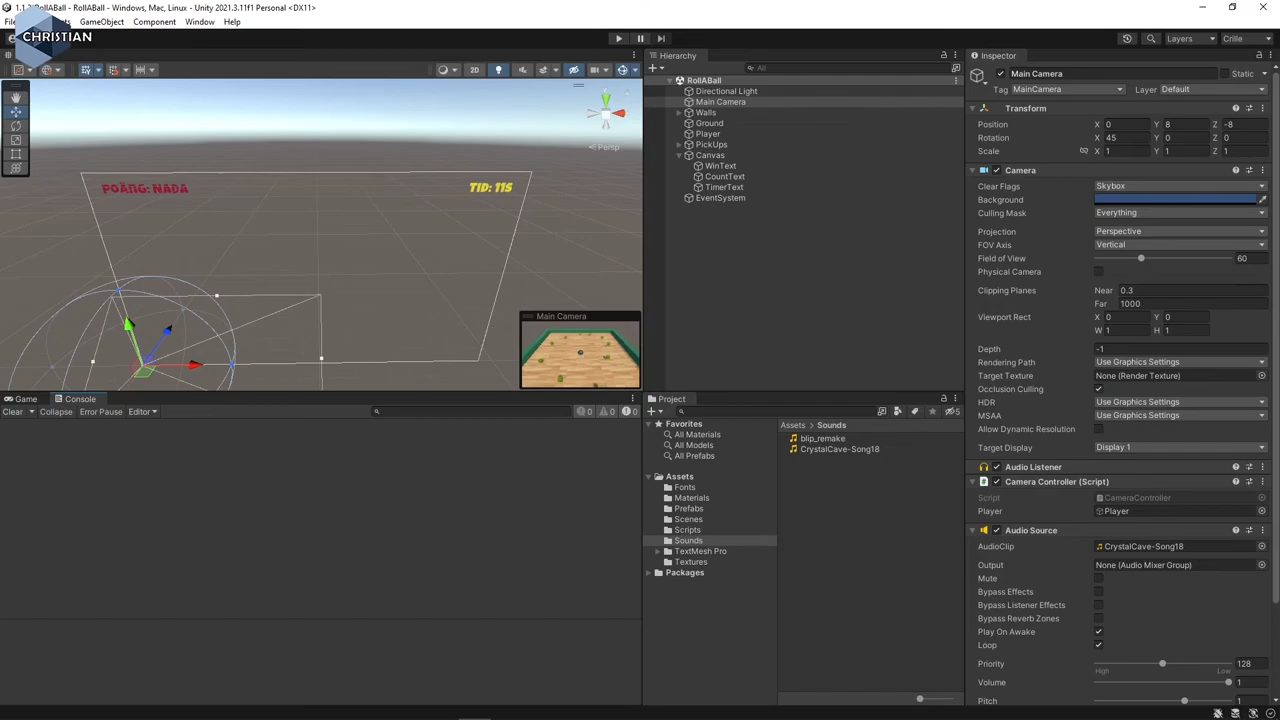 1.1.2 - RollABall - Windows, Mac, Linux - Unity 2021.3.11f1 Personal <DX11>
GameObject Component Window Help
CHRISTIAN
Layers Crille
2D
Persp
POÄNG: NADA
TID: 11S
Main Camera
Hierarchy
All
RollABall
Directional Light
Main Camera
Walls
Ground
Player
PickUps
Canvas
WinText
CountText
TimerText
EventSystem
Game Console
Clear Collapse Error Pause Editor
0 0 0
Project
5
Favorites
All Materials
All Models
All Prefabs
Assets
Fonts
Materials
Prefabs
Scenes
Scripts
Sounds
TextMesh Pro
Textures
Packages
Assets Sounds
blip_remake
CrystalCave-Song18
Inspector
Main Camera Static
Tag MainCamera Layer Default
Transform
Position X 0 Y 8 Z -8
Rotation X 45 Y 0 Z 0
Scale X 1 Y 1 Z 1
Camera
Clear Flags Skybox
Background
Culling Mask Everything
Projection Perspective
FOV Axis Vertical
Field of View 60
Physical Camera
Clipping Planes Near 0.3
Far 1000
Viewport Rect X 0 Y 0
W 1 H 1
Depth -1
Rendering Path Use Graphics Settings
Target Texture None (Render Texture)
Occlusion Culling
HDR Use Graphics Settings
MSAA Use Graphics Settings
Allow Dynamic Resolution
Target Display Display 1
Audio Listener
Camera Controller (Script)
Script CameraController
Player Player
Audio Source
AudioClip CrystalCave-Song18
Output None (Audio Mixer Group)
Mute
Bypass Effects
Bypass Listener Effects
Bypass Reverb Zones
Play On Awake
Loop
Priority 128
High Low
Volume 1
Pitch 1